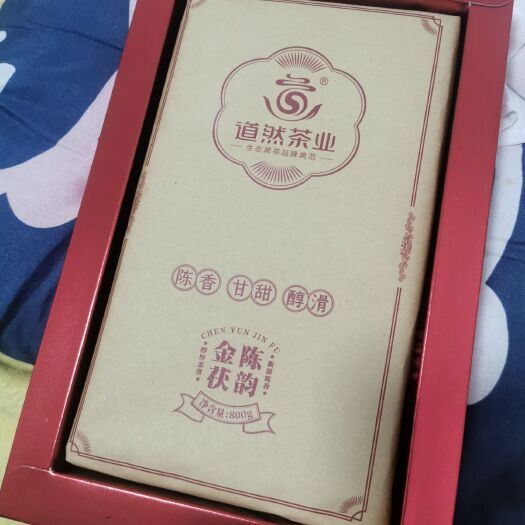 ®
道然茶业
生态黑茶品牌典范
陈香 甘甜 醇滑
CHEN YUN JIN FU
陈韵
金茯
净含量:800g